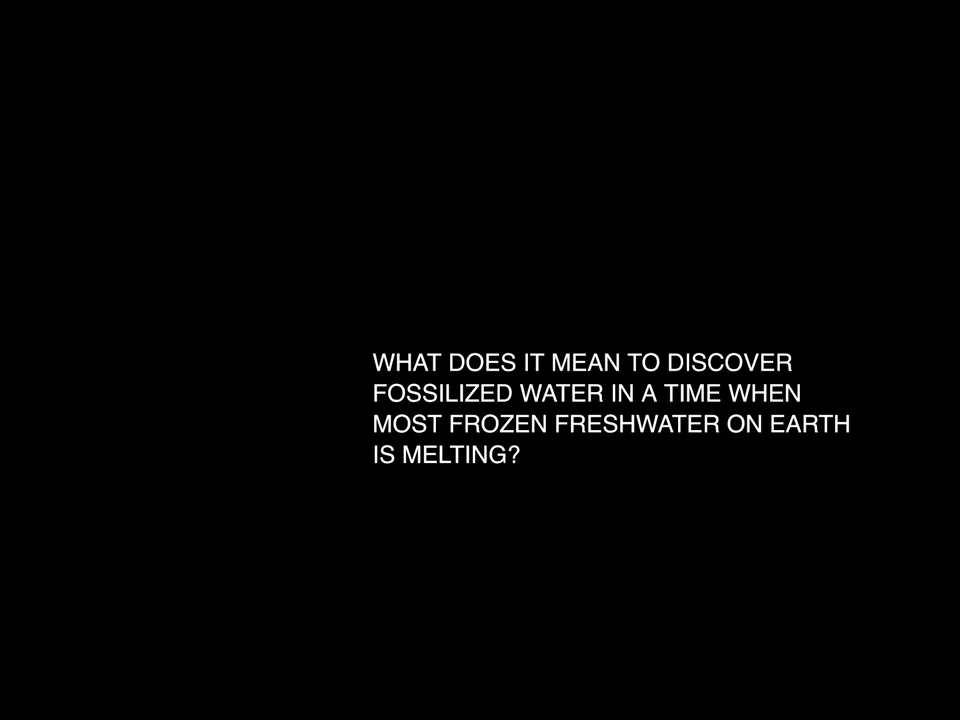 WHAT DOES IT MEAN TO DISCOVER
FOSSILIZED WATER IN A TIME WHEN
MOST FROZEN FRESHWATER ON EARTH
IS MELTING?